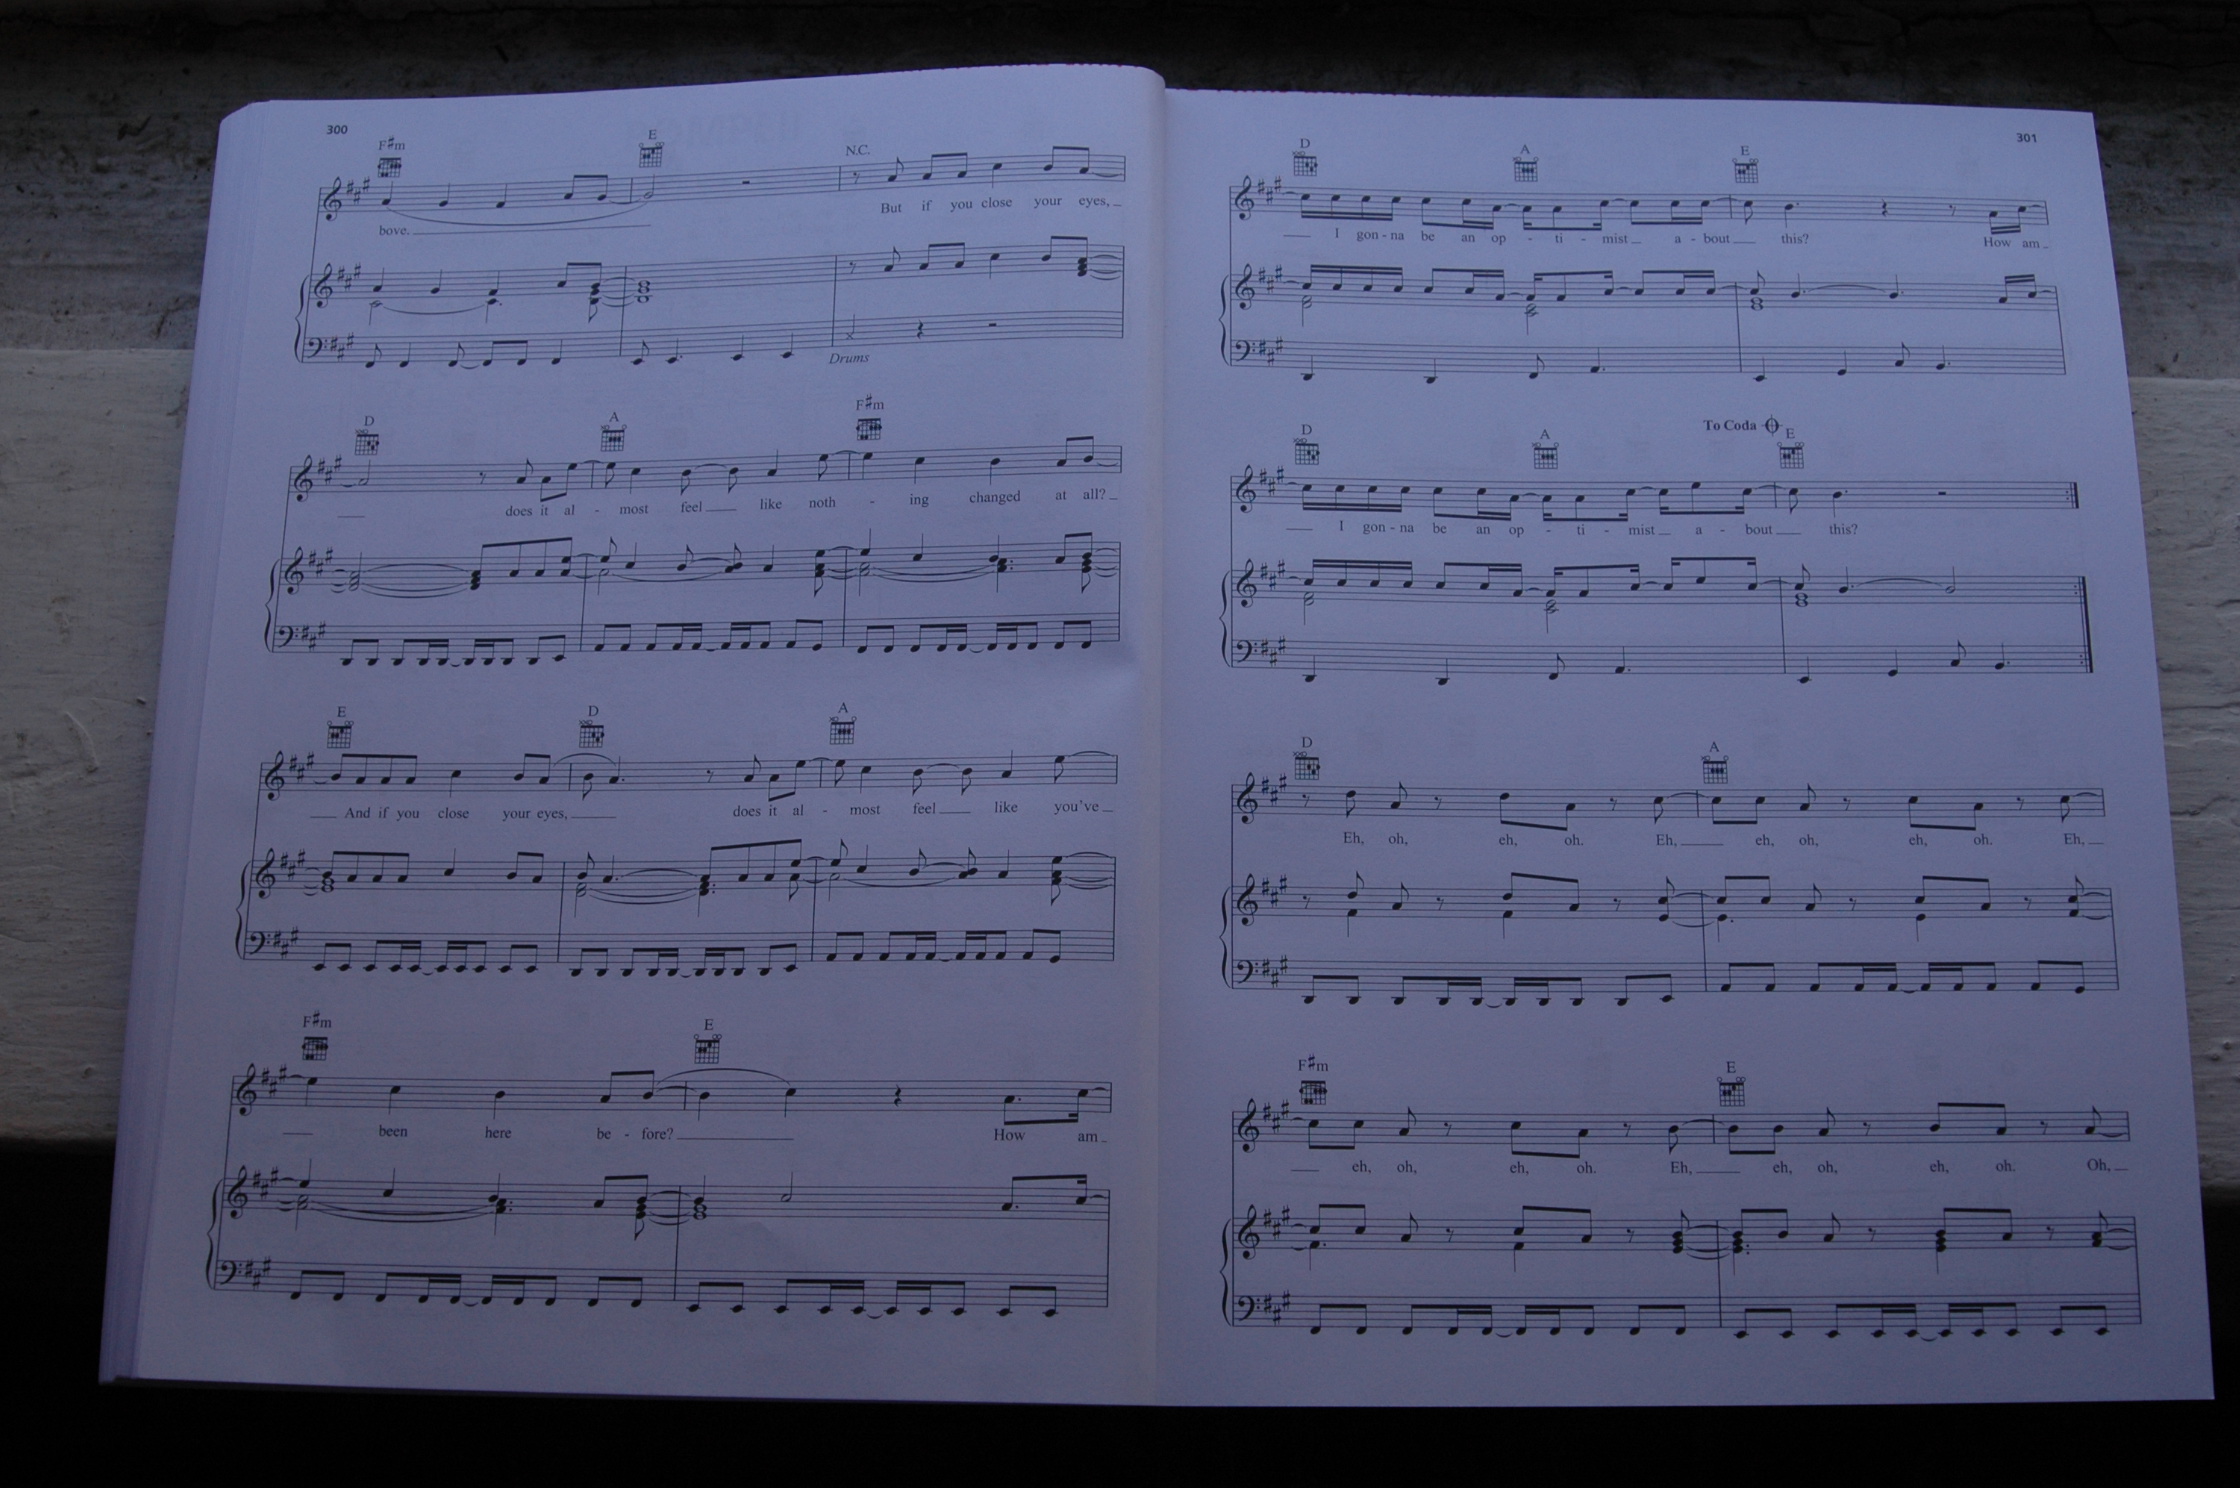 300
F#m E N.C.
bove. But if you close your eyes,
Drums
D A F#m
does it al - most feel like noth - ing changed at all?
E D A
And if you close your eyes, does it al - most feel like you've
F#m E
been here be - fore? How am
301
D A E
I gon - na be an op - ti - mist a - bout this? How am
To Coda
D A E
I gon - na be an op - ti - mist a - bout this?
D A
Eh, oh, eh, oh. Eh, eh, oh, eh, oh. Eh,
F#m E
eh, oh, eh, oh. Eh, eh, oh, eh, oh. Oh,